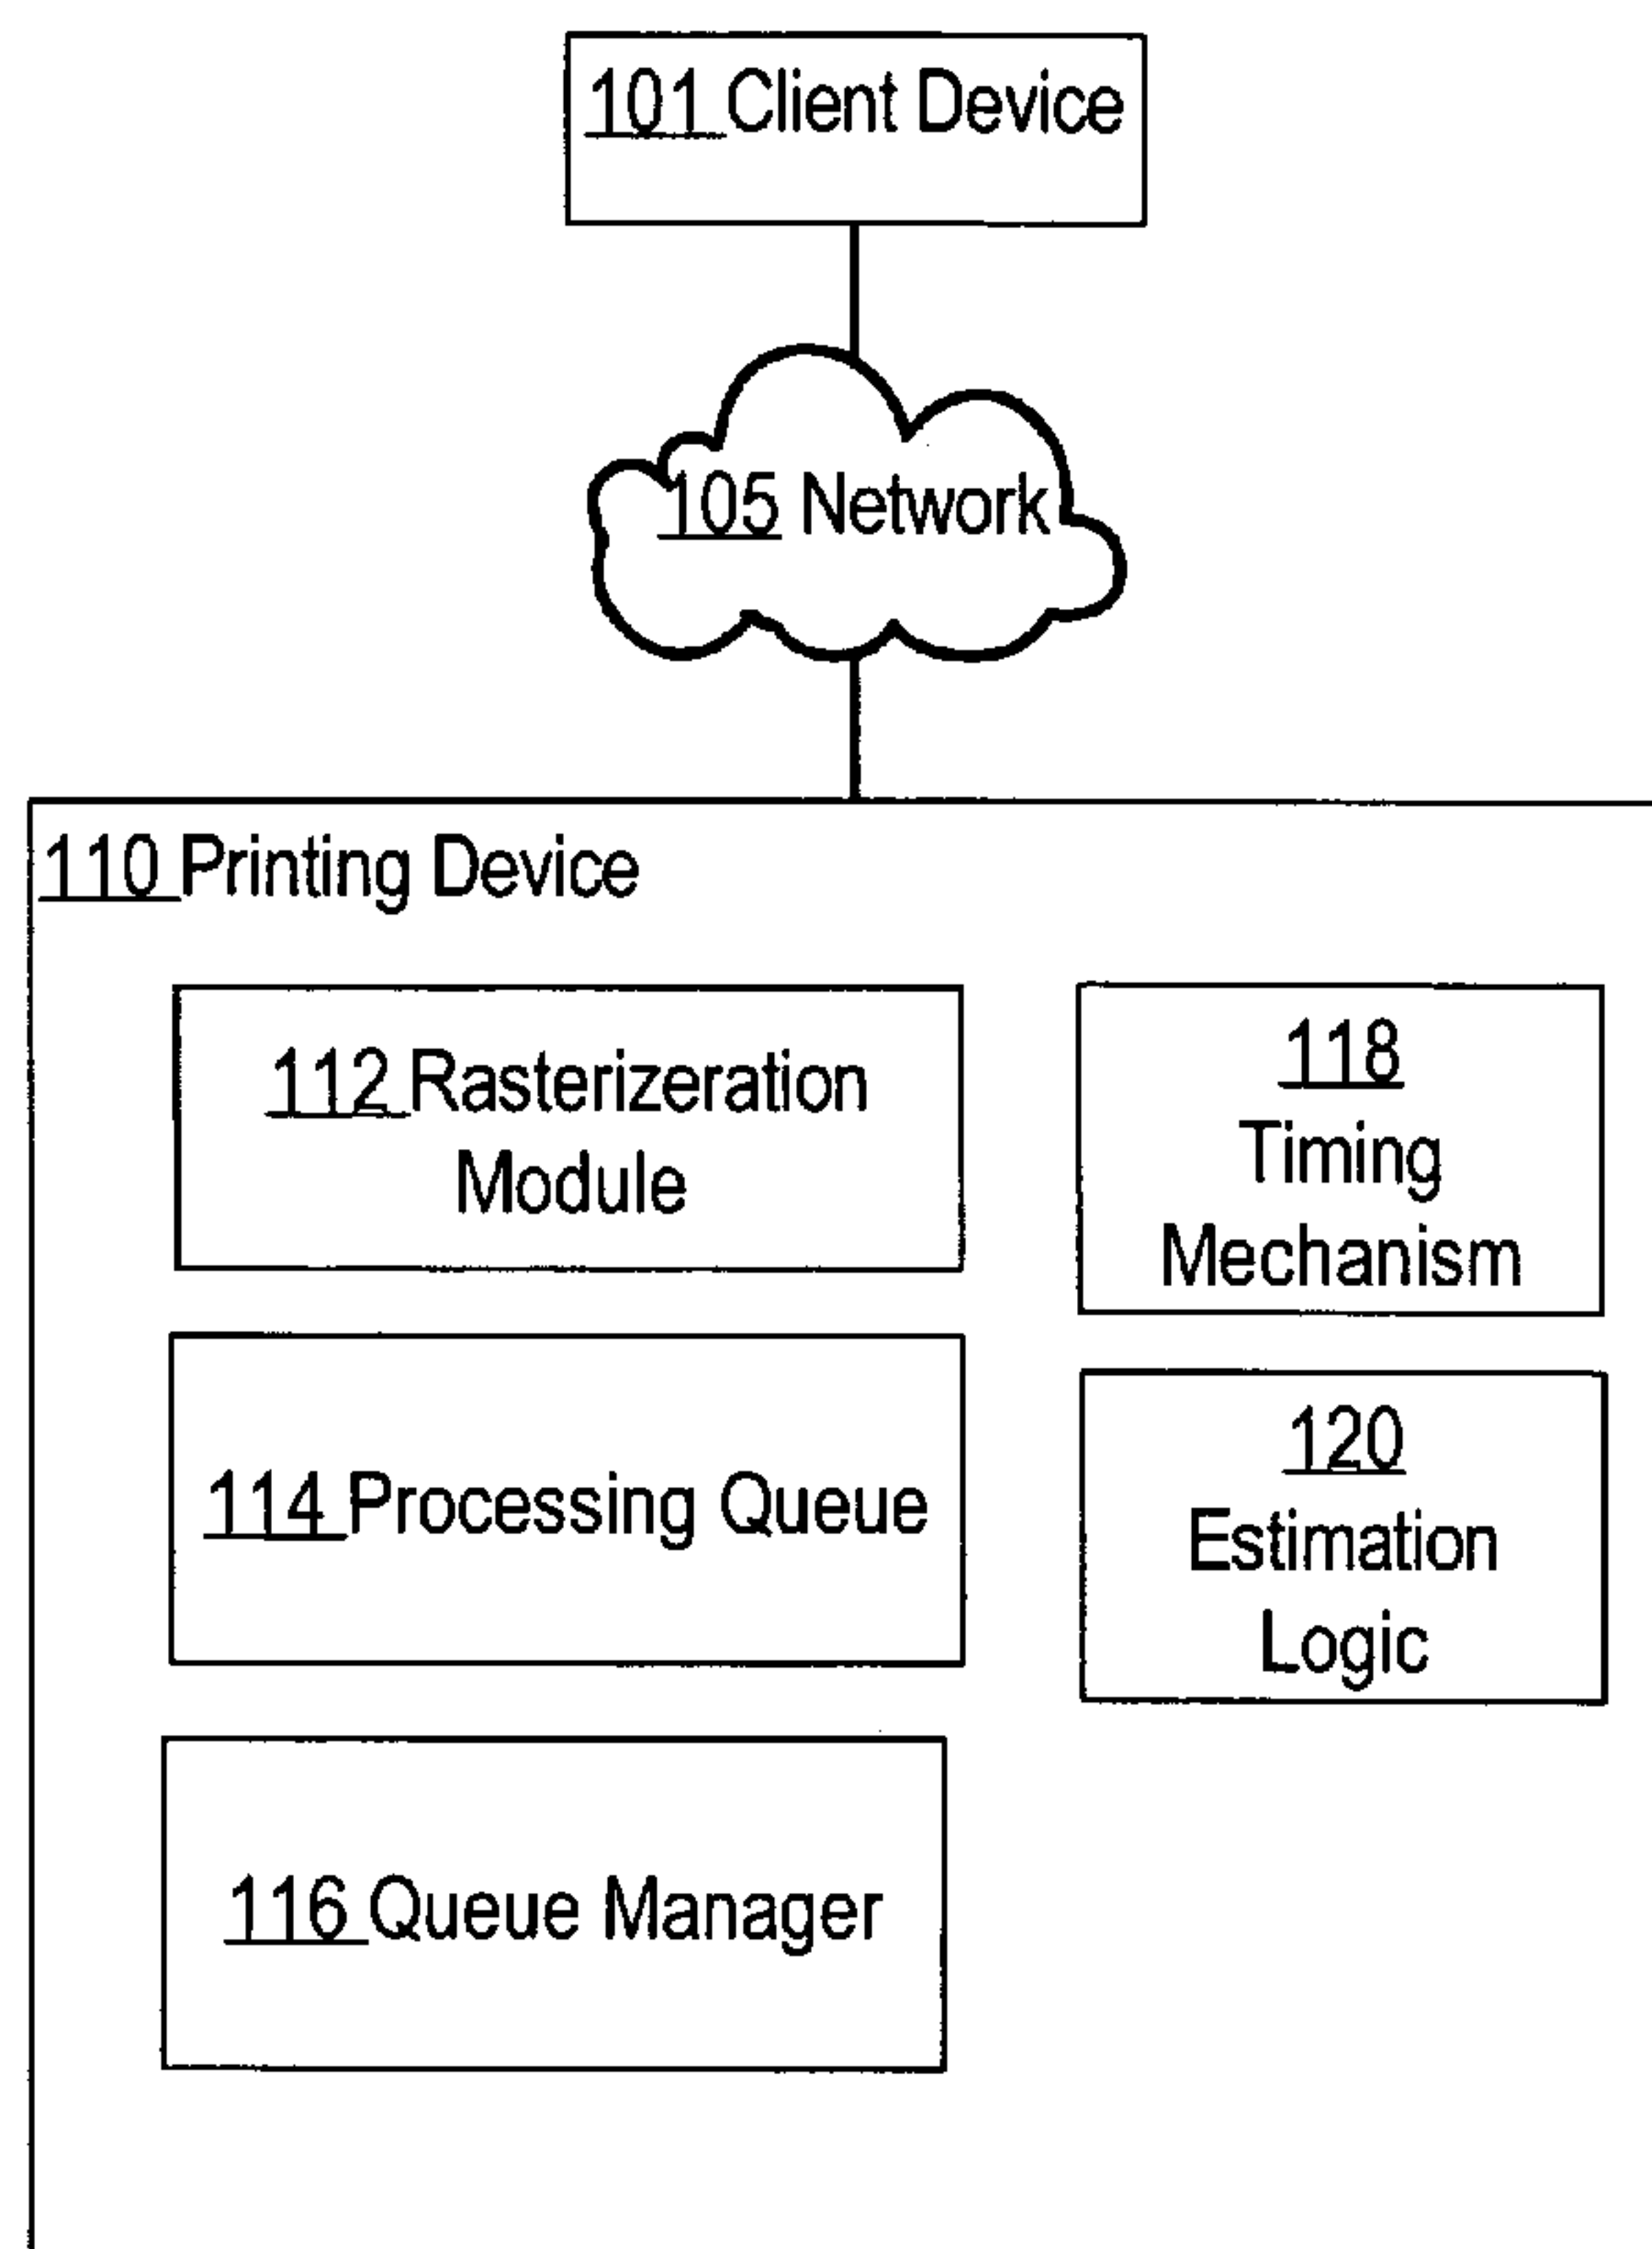 101 Client Device
105 Network
110 Printing Device
112 Rasterizeration
Module
114 Processing Queue
116 Queue Manager
118
Timing
Mechanism
120
Estimation
Logic